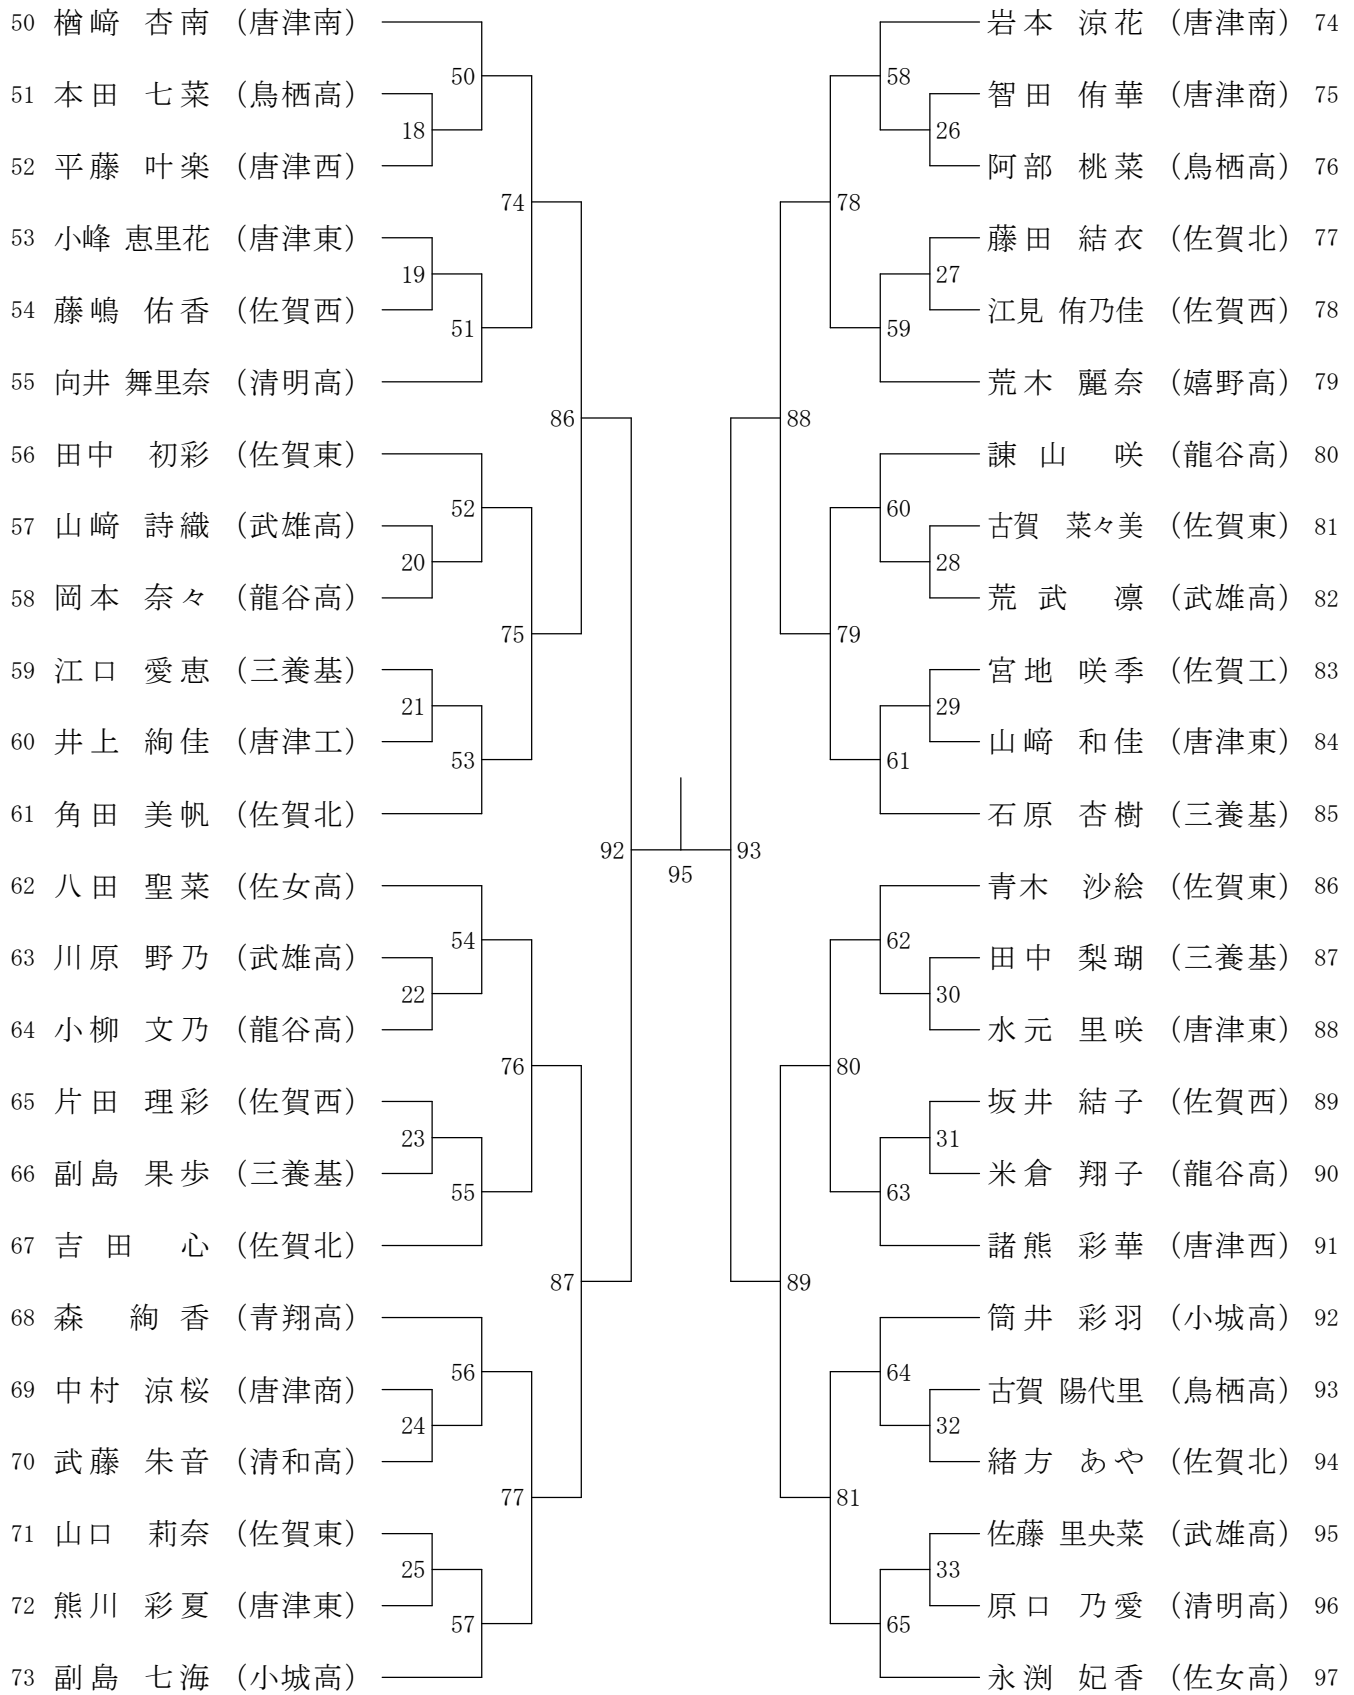 50 楢﨑 杏南 (唐津南)
50
51 本田 七菜 (鳥栖高)
18
52 平藤 叶楽 (唐津西)
74
53 小峰 恵里花 (唐津東)
19
54 藤嶋 佑香 (佐賀西)
51
55 向井 舞里奈 (清明高)
86
56 田中 初彩 (佐賀東)
52
57 山﨑 詩織 (武雄高)
20
58 岡本 奈々 (龍谷高)
75
59 江口 愛恵 (三養基)
21
60 井上 絢佳 (唐津工)
53
61 角田 美帆 (佐賀北)
92
62 八田 聖菜 (佐女高)
54
63 川原 野乃 (武雄高)
22
64 小柳 文乃 (龍谷高)
76
65 片田 理彩 (佐賀西)
23
66 副島 果歩 (三養基)
55
67 吉田 心 (佐賀北)
87
68 森 絢香 (青翔高)
56
69 中村 涼桜 (唐津商)
24
70 武藤 朱音 (清和高)
77
71 山口 莉奈 (佐賀東)
25
72 熊川 彩夏 (唐津東)
57
73 副島 七海 (小城高)
95
岩本 涼花 (唐津南) 74
58
智田 侑華 (唐津商) 75
26
阿部 桃菜 (鳥栖高) 76
78
藤田 結衣 (佐賀北) 77
27
江見 侑乃佳 (佐賀西) 78
59
荒木 麗奈 (嬉野高) 79
88
諌山 咲 (龍谷高) 80
60
古賀 菜々美 (佐賀東) 81
28
荒武 凛 (武雄高) 82
79
宮地 咲季 (佐賀工) 83
29
山﨑 和佳 (唐津東) 84
61
石原 杏樹 (三養基) 85
93
青木 沙絵 (佐賀東) 86
62
田中 梨瑚 (三養基) 87
30
水元 里咲 (唐津東) 88
80
坂井 結子 (佐賀西) 89
31
米倉 翔子 (龍谷高) 90
63
諸熊 彩華 (唐津西) 91
89
筒井 彩羽 (小城高) 92
64
古賀 陽代里 (鳥栖高) 93
32
緒方 あや (佐賀北) 94
81
佐藤 里央菜 (武雄高) 95
33
原口 乃愛 (清明高) 96
65
永渕 妃香 (佐女高) 97